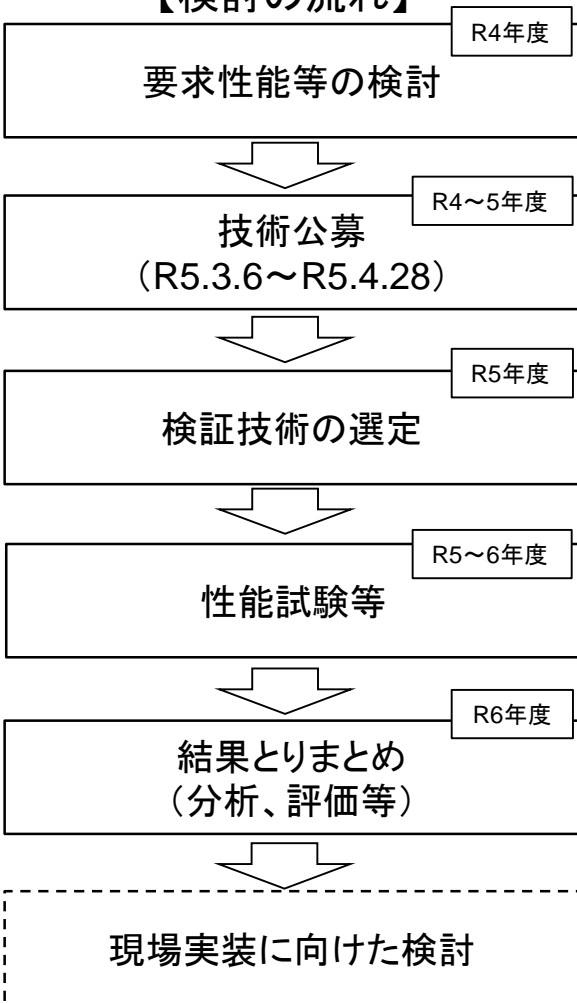 【検討の流れ】
R4年度
要求性能等の検討
R4～5年度
技術公募
（R5.3.6～R5.4.28）
R5年度
検証技術の選定
R5～6年度
性能試験等
R6年度
結果とりまとめ
（分析、評価等）
現場実装に向けた検討